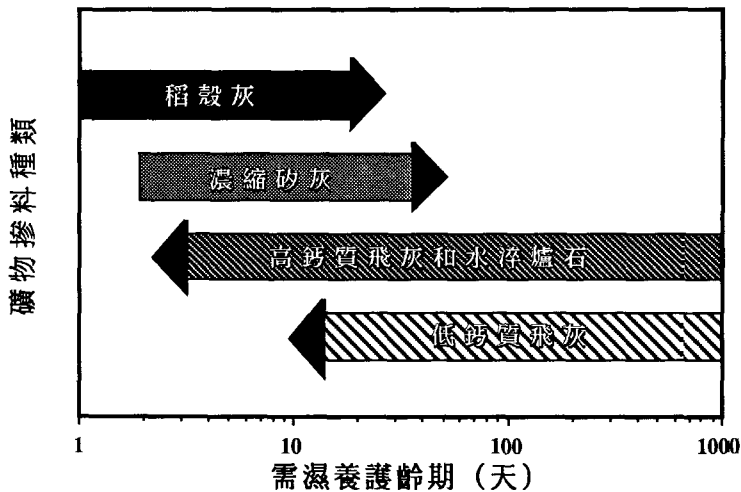 礦物摻料種類
稻殼灰
濃縮矽灰
高鈣質飛灰和水淬爐石
低鈣質飛灰
1 10 100 1000
需濕養護齡期（天）